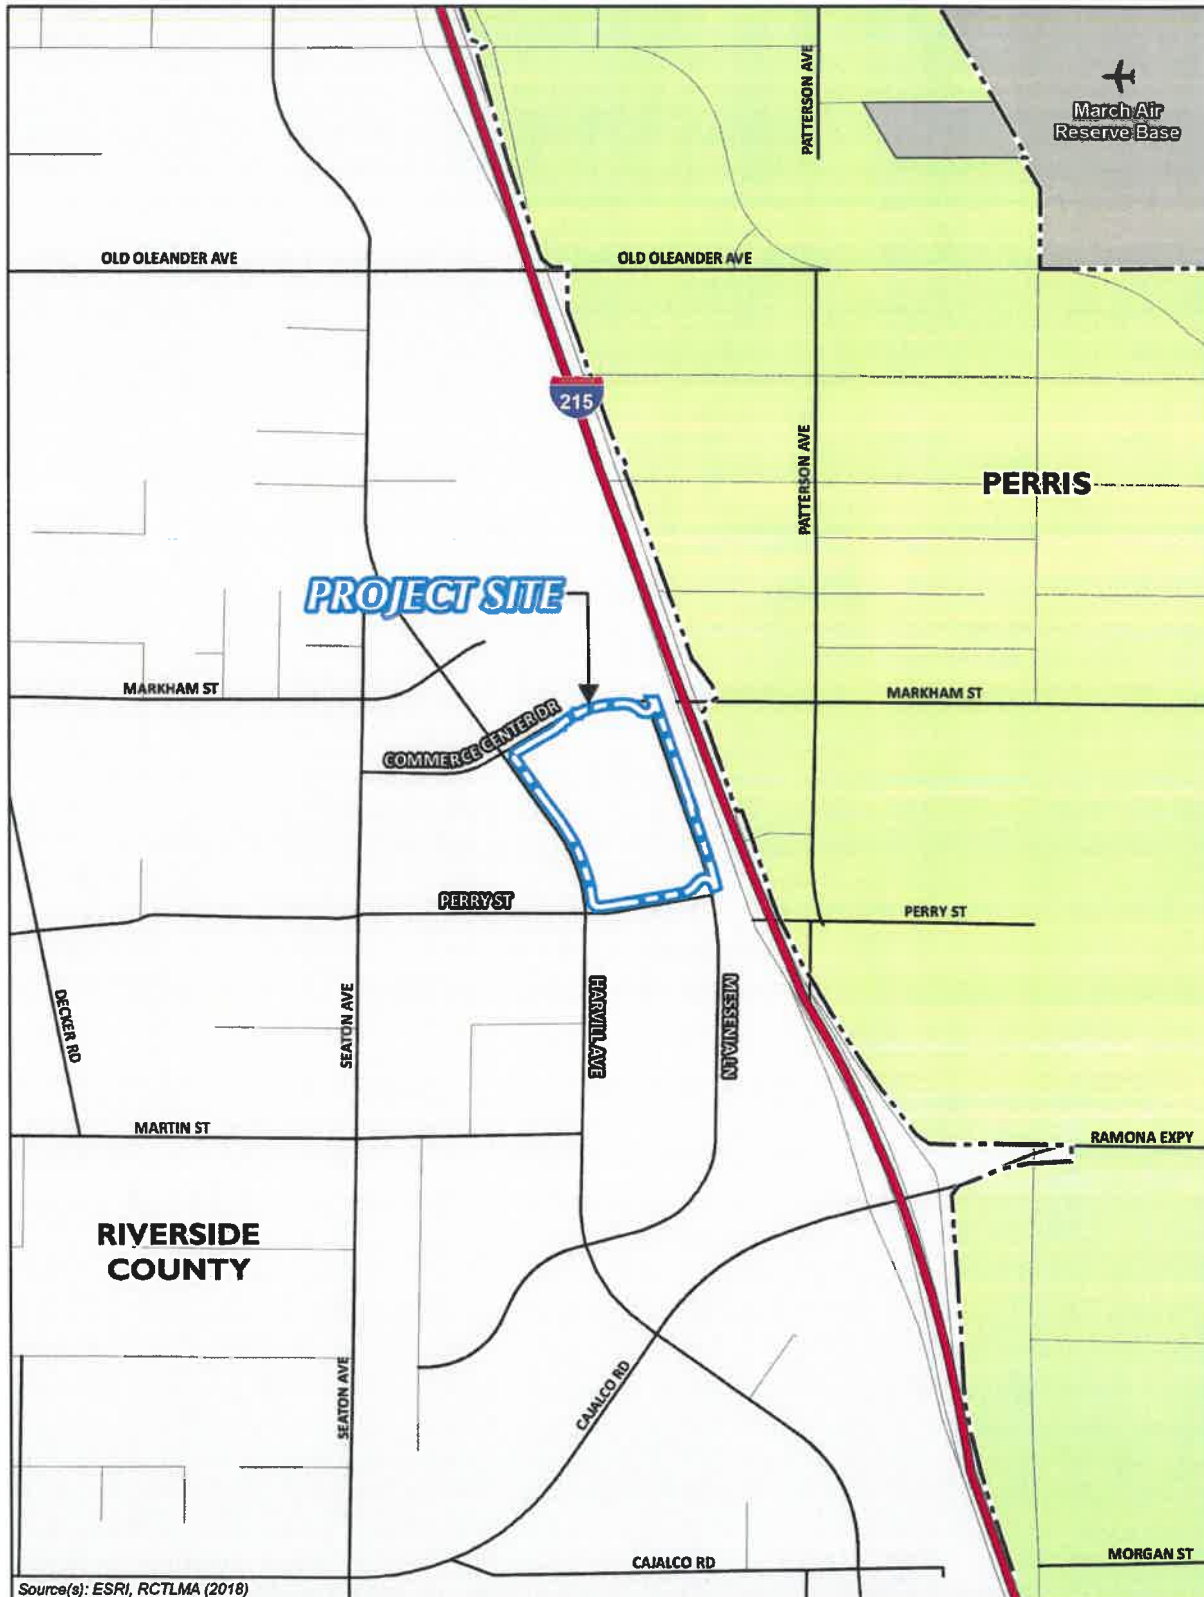 PATTERSON AVE
March Air
Reserve Base
OLD OLEANDER AVE
OLD OLEANDER AVE
215
PATTERSON AVE
PERRIS
PROJECT SITE
MARKHAM ST
MARKHAM ST
COMMERCE CENTER DR
PERRY ST
PERRY ST
DECKER RD
SEATON AVE
HARVILL AVE
MESSENIA LN
MARTIN ST
RAMONA EXPY
RIVERSIDE
COUNTY
SEATON AVE
CAJALCO RD
CAJALCO RD
MORGAN ST
Source(s): ESRI, RCTLMA (2018)